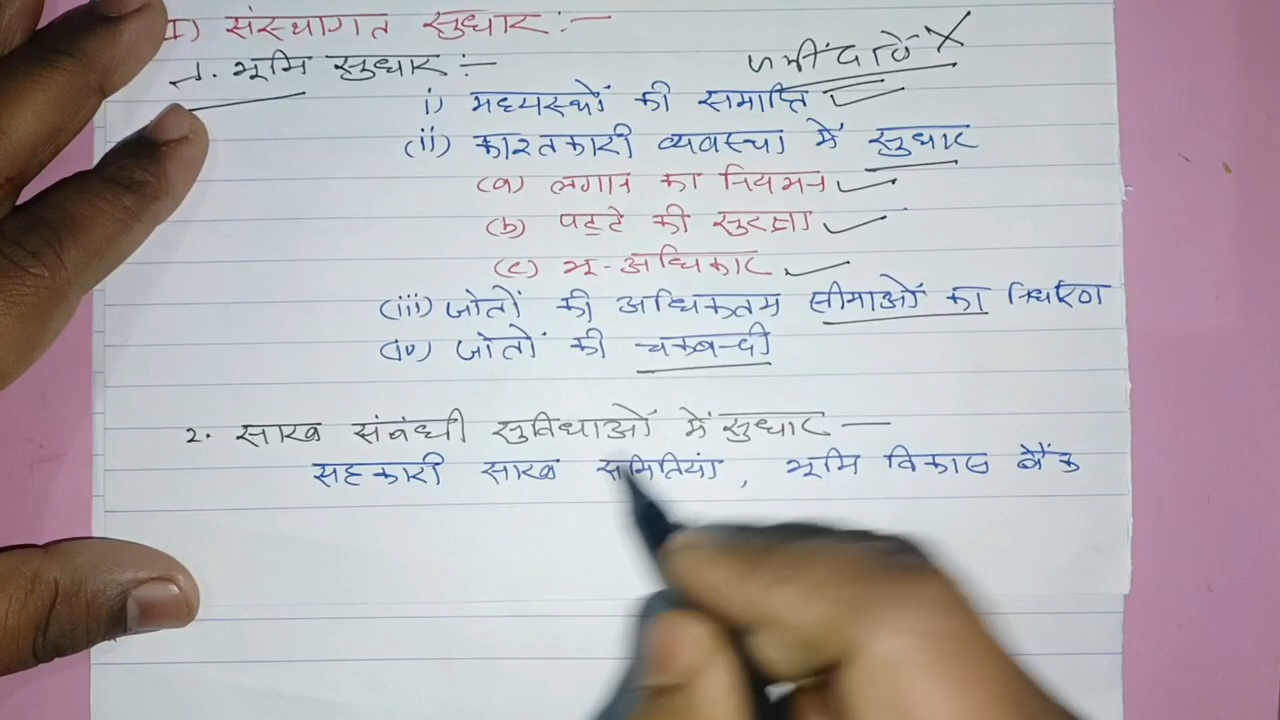 I) संस्थागत सुधार :-
1. भूमि सुधार :-
जमींदारों X
i) मध्यस्थों की समाप्ति
(ii) काश्तकारी व्यवस्था में सुधार
(a) लगान का नियमन
(b) पट्टे की सुरक्षा
(c) भू-अधिकार
(iii) जोतों की अधिकतम सीमाओं का निर्धारण
(iv) जोतों की चकबन्दी
2. साख संबंधी सुविधाओं में सुधार —
सहकारी साख समितियां, भूमि विकास बैंक